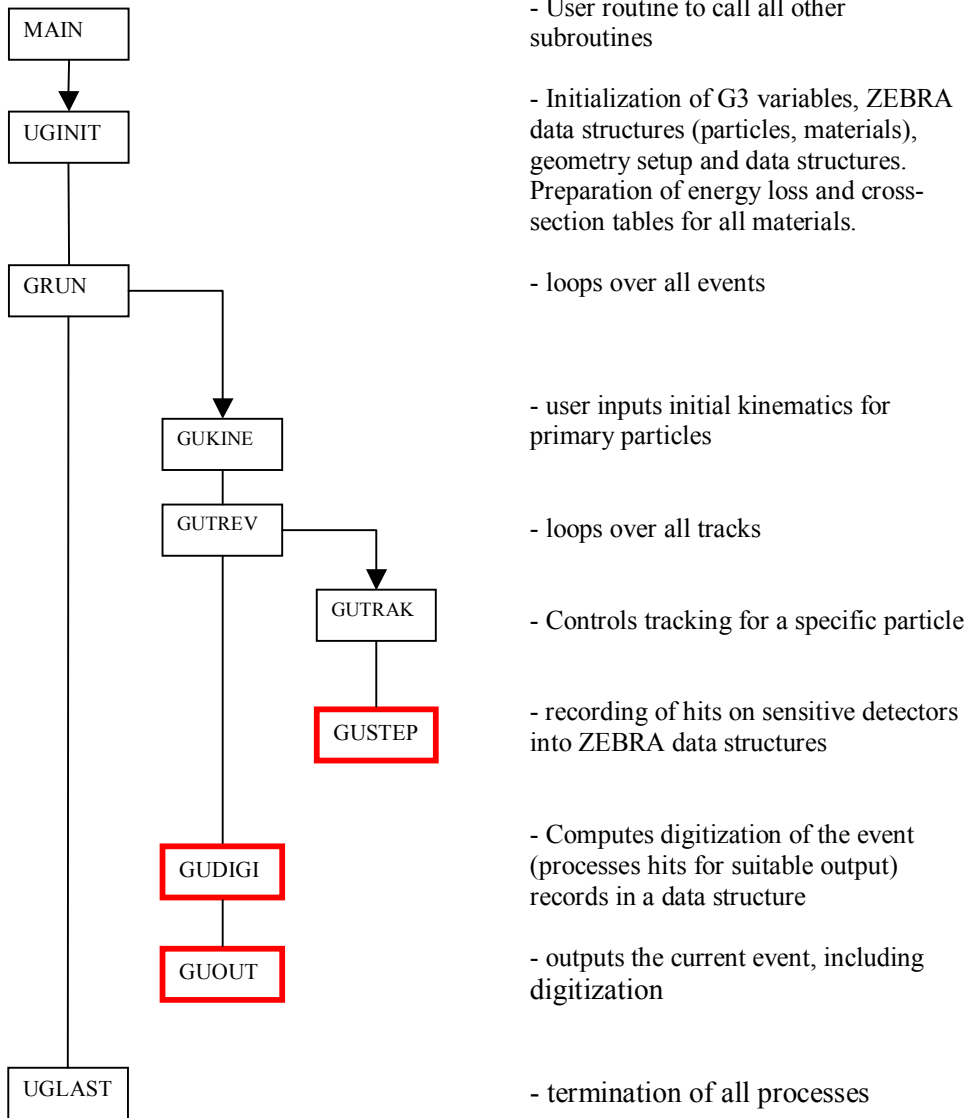 MAIN
- User routine to call all other
subroutines
UGINIT
- Initialization of G3 variables, ZEBRA
data structures (particles, materials),
geometry setup and data structures.
Preparation of energy loss and cross-
section tables for all materials.
GRUN
- loops over all events
GUKINE
- user inputs initial kinematics for
primary particles
GUTREV
- loops over all tracks
GUTRAK
- Controls tracking for a specific particle
GUSTEP
- recording of hits on sensitive detectors
into ZEBRA data structures
GUDIGI
- Computes digitization of the event
(processes hits for suitable output)
records in a data structure
GUOUT
- outputs the current event, including
digitization
UGLAST
- termination of all processes